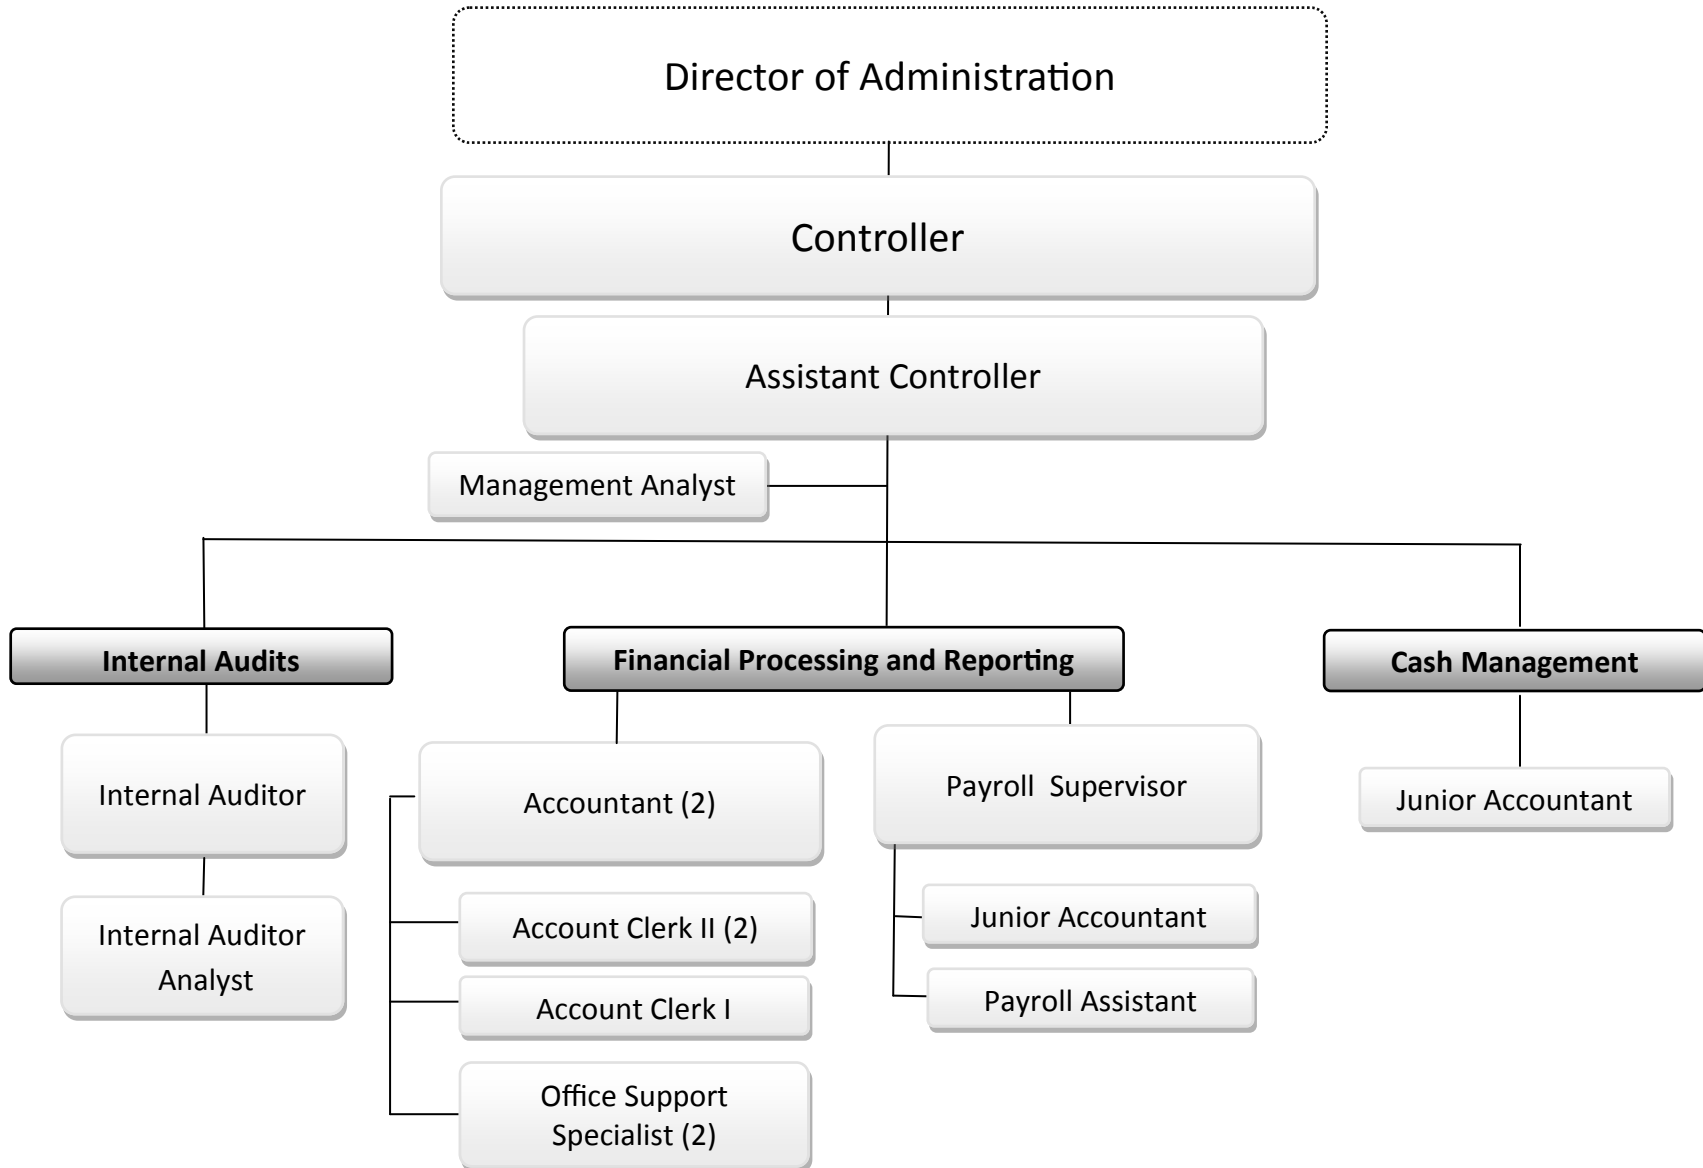 Director of Administration
Controller
Assistant Controller
Management Analyst
Internal Audits
Financial Processing and Reporting
Cash Management
Internal Auditor
Internal Auditor
Analyst
Accountant (2)
Account Clerk II (2)
Account Clerk I
Office Support
Specialist (2)
Payroll  Supervisor
Junior Accountant
Payroll Assistant
Junior Accountant